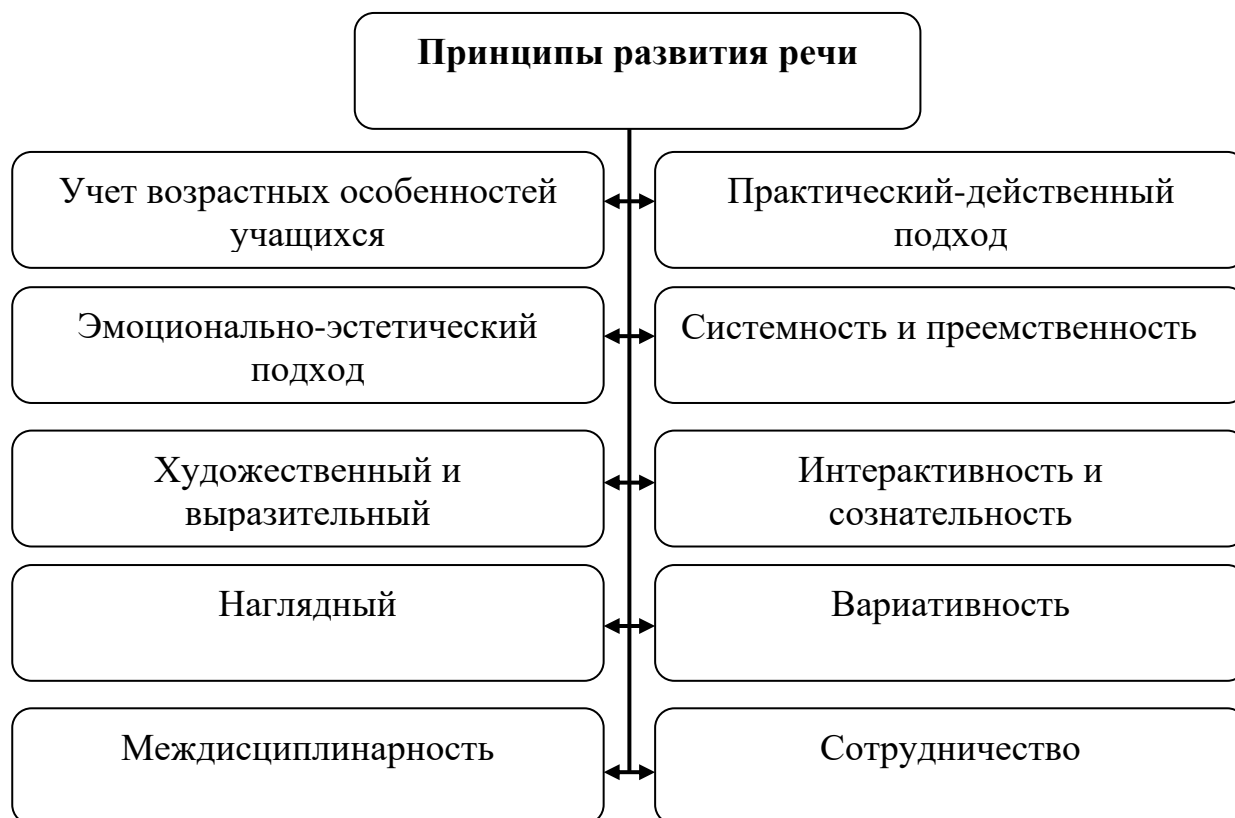 Принципы развития речи
Учет возрастных особенностей
учащихся
Практический-действенный
подход
Эмоционально-эстетический
подход
Системность и преемственность
Художественный и
выразительный
Интерактивность и
сознательность
Наглядный
Вариативность
Междисциплинарность
Сотрудничество